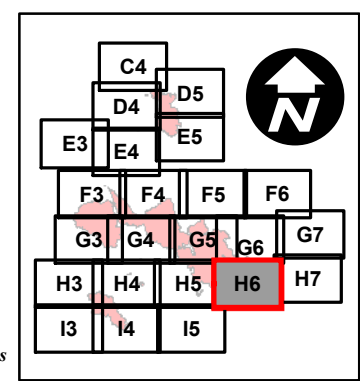 C4
D4 D5
E3 E4 E5
F3 F4 F5 F6
G3 G4 G5 G6 G7
H3 H4 H5 H6 H7
I3 I4 I5
N
s